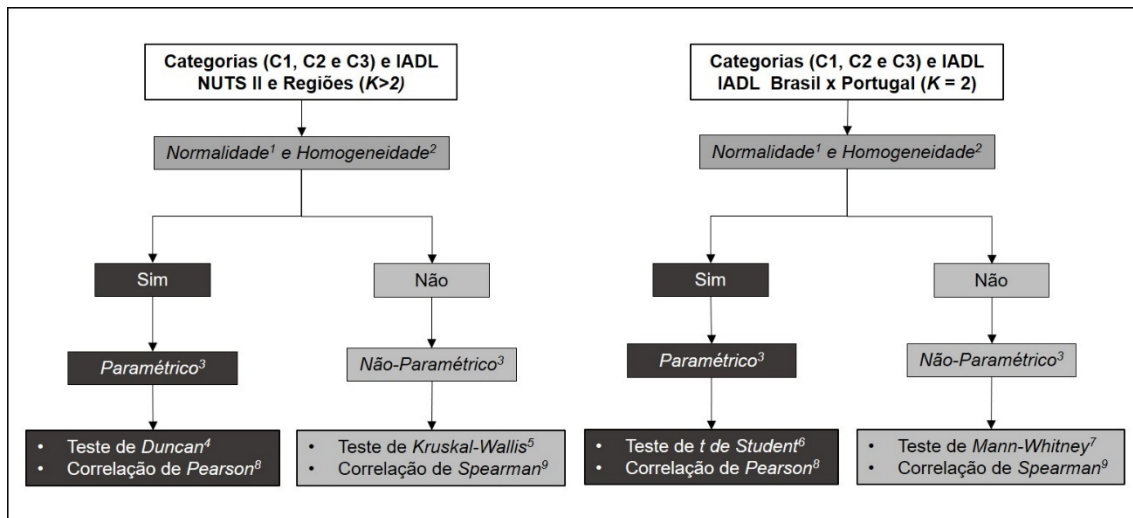 Categorias (C1, C2 e C3) e IADL
NUTS II e Regiões (K>2)
Normalidade¹ e Homogeneidade²
Sim
Não
Paramétrico³
Não-Paramétrico³
• Teste de Duncan⁴
• Correlação de Pearson⁸
• Teste de Kruskal-Wallis⁵
• Correlação de Spearman⁹
Categorias (C1, C2 e C3) e IADL
IADL Brasil x Portugal (K = 2)
Normalidade¹ e Homogeneidade²
Sim
Não
Paramétrico³
Não-Paramétrico³
• Teste de t de Student⁶
• Correlação de Pearson⁸
• Teste de Mann-Whitney⁷
• Correlação de Spearman⁹